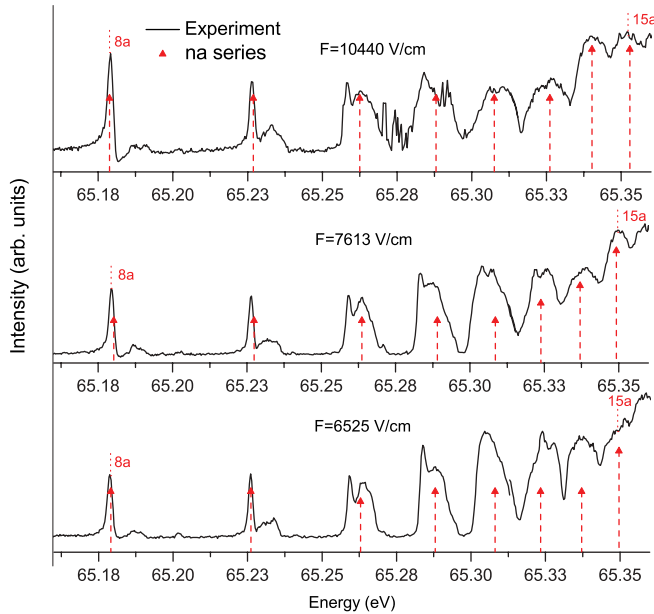 Experiment
na series
8a
15a
F=10440 V/cm
65.18 65.20 65.23 65.25 65.28 65.30 65.33 65.35
8a
15a
F=7613 V/cm
65.18 65.20 65.23 65.25 65.28 65.30 65.33 65.35
8a
15a
F=6525 V/cm
65.18 65.20 65.23 65.25 65.28 65.30 65.33 65.35
Energy (eV)
Intensity (arb. units)